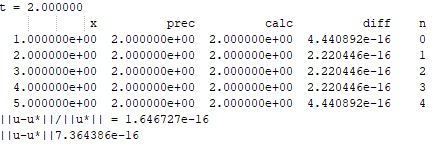 t = 2.000000
x prec calc diff n
1.000000e+00 2.000000e+00 2.000000e+00 4.440892e-16 0
2.000000e+00 2.000000e+00 2.000000e+00 2.220446e-16 1
3.000000e+00 2.000000e+00 2.000000e+00 2.220446e-16 2
4.000000e+00 2.000000e+00 2.000000e+00 2.220446e-16 3
5.000000e+00 2.000000e+00 2.000000e+00 4.440892e-16 4
||u-u*||/||u*|| = 1.646727e-16
||u-u*||7.364386e-16